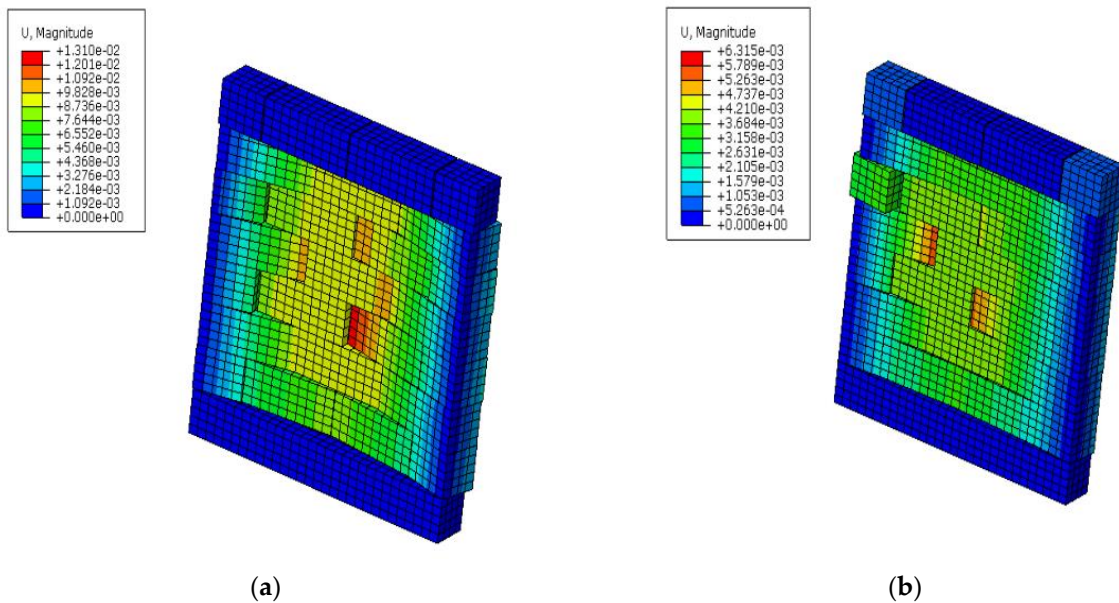 U, Magnitude
+1.310e-02
+1.201e-02
+1.092e-02
+9.828e-03
+8.736e-03
+7.644e-03
+6.552e-03
+5.460e-03
+4.368e-03
+3.276e-03
+2.184e-03
+1.092e-03
+0.000e+00
U, Magnitude
+6.315e-03
+5.789e-03
+5.263e-03
+4.737e-03
+4.210e-03
+3.684e-03
+3.158e-03
+2.631e-03
+2.105e-03
+1.579e-03
+1.053e-03
+5.263e-04
+0.000e+00
(a)
(b)